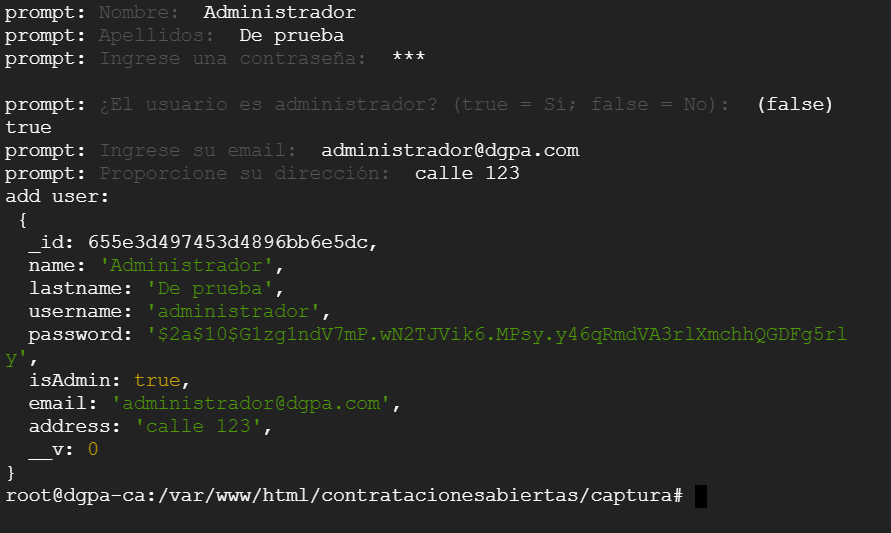 prompt: Nombre:  Administrador
prompt: Apellidos:  De prueba
prompt: Ingrese una contraseña:  ***
prompt: ¿El usuario es administrador? (true = Sí; false = No):  (false)
true
prompt: Ingrese su email:  administrador@dgpa.com
prompt: Proporcione su dirección:  calle 123
add user:
 {
  _id: 655e3d497453d4896bb6e5dc,
  name: 'Administrador',
  lastname: 'De prueba',
  username: 'administrador',
  password: '$2a$10$G1zg1ndV7mP.wN2TJVik6.MPsy.y46qRmdVA3rlXmchhQGDFg5rl
y',
  isAdmin: true,
  email: 'administrador@dgpa.com',
  address: 'calle 123',
  __v: 0
}
root@dgpa-ca:/var/www/html/contratacionesabiertas/captura#